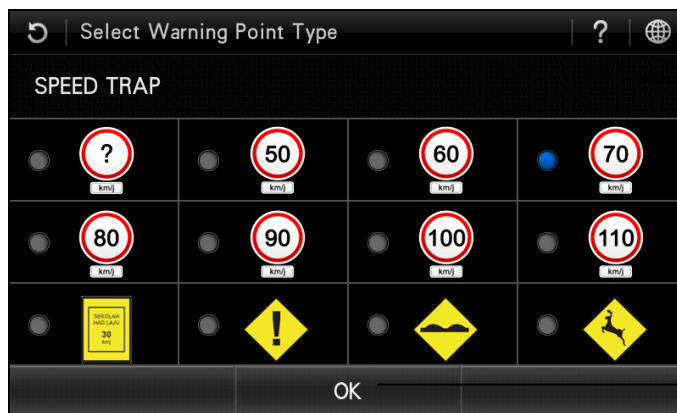 Select Warning Point Type ?
SPEED TRAP
? 50 60 70
km/j km/j km/j km/j
80 90 100 110
km/j km/j km/j km/j
SEKOLAH
HAD LAJU
30
kmj
!
OK